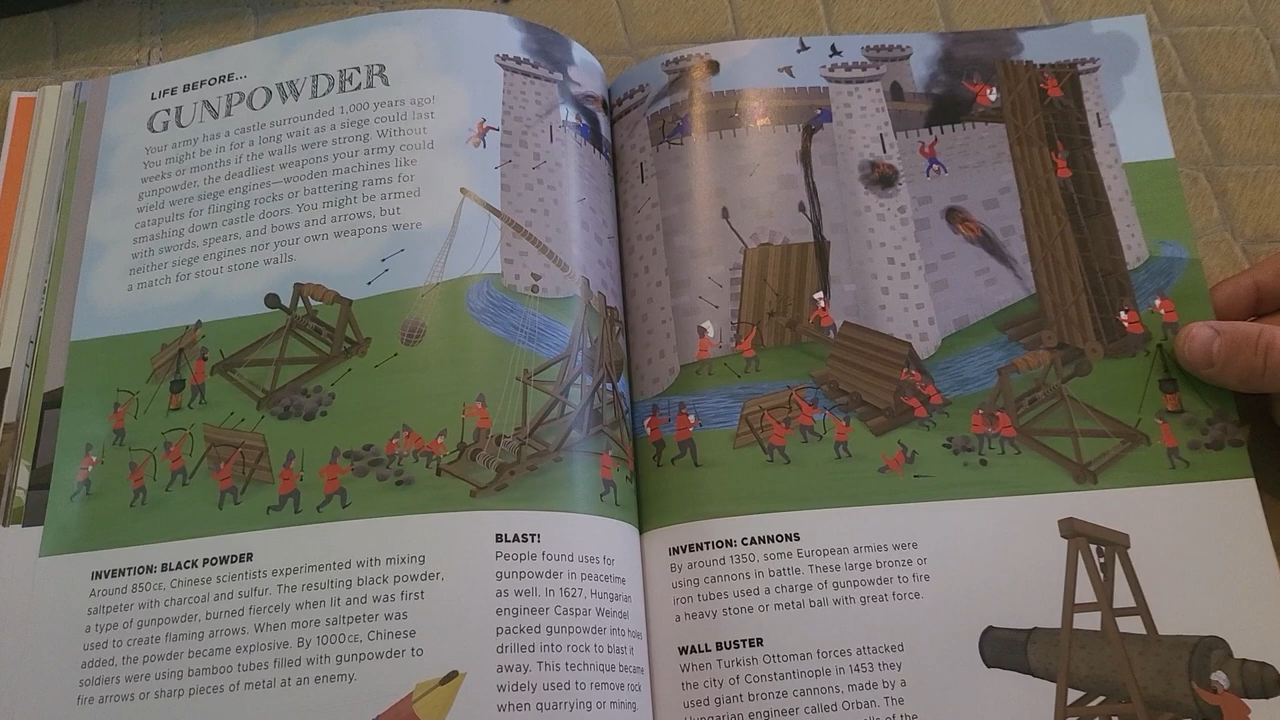 LIFE BEFORE...
GUNPOWDER
Your army has a castle surrounded 1,000 years ago!
You might be in for a long wait as a siege could last
weeks or months if the walls were strong. Without
gunpowder, the deadliest weapons your army could
wield were siege engines—wooden machines like
catapults for flinging rocks or battering rams for
smashing down castle doors. You might be armed
with swords, spears, and bows and arrows, but
neither siege engines nor your own weapons were
a match for stout stone walls.
INVENTION: BLACK POWDER
Around 850CE, Chinese scientists experimented with mixing
saltpeter with charcoal and sulfur. The resulting black powder,
a type of gunpowder, burned fiercely when lit and was first
used to create flaming arrows. When more saltpeter was
added, the powder became explosive. By 1000CE, Chinese
soldiers were using bamboo tubes filled with gunpowder to
fire arrows or sharp pieces of metal at an enemy.
BLAST!
People found uses for
gunpowder in peacetime
as well. In 1627, Hungarian
engineer Caspar Weindel
packed gunpowder into holes
drilled into rock to blast it
away. This technique became
widely used to remove rock
when quarrying or mining.
INVENTION: CANNONS
By around 1350, some European armies were
using cannons in battle. These large bronze or
iron tubes used a charge of gunpowder to fire
a heavy stone or metal ball with great force.
WALL BUSTER
When Turkish Ottoman forces attacked
the city of Constantinople in 1453 they
used giant bronze cannons, made by a
Hungarian engineer called Orban. The
of the